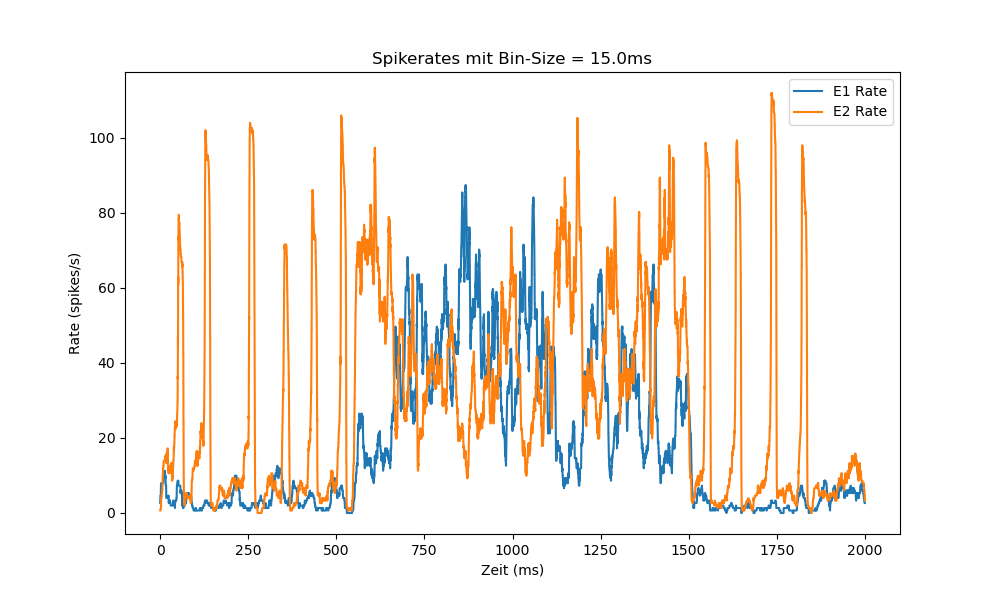 Spikerates mit Bin-Size = 15.0ms
E1 Rate
E2 Rate
Rate (spikes/s)
100
80
60
40
20
0
0 250 500 750 1000 1250 1500 1750 2000
Zeit (ms)